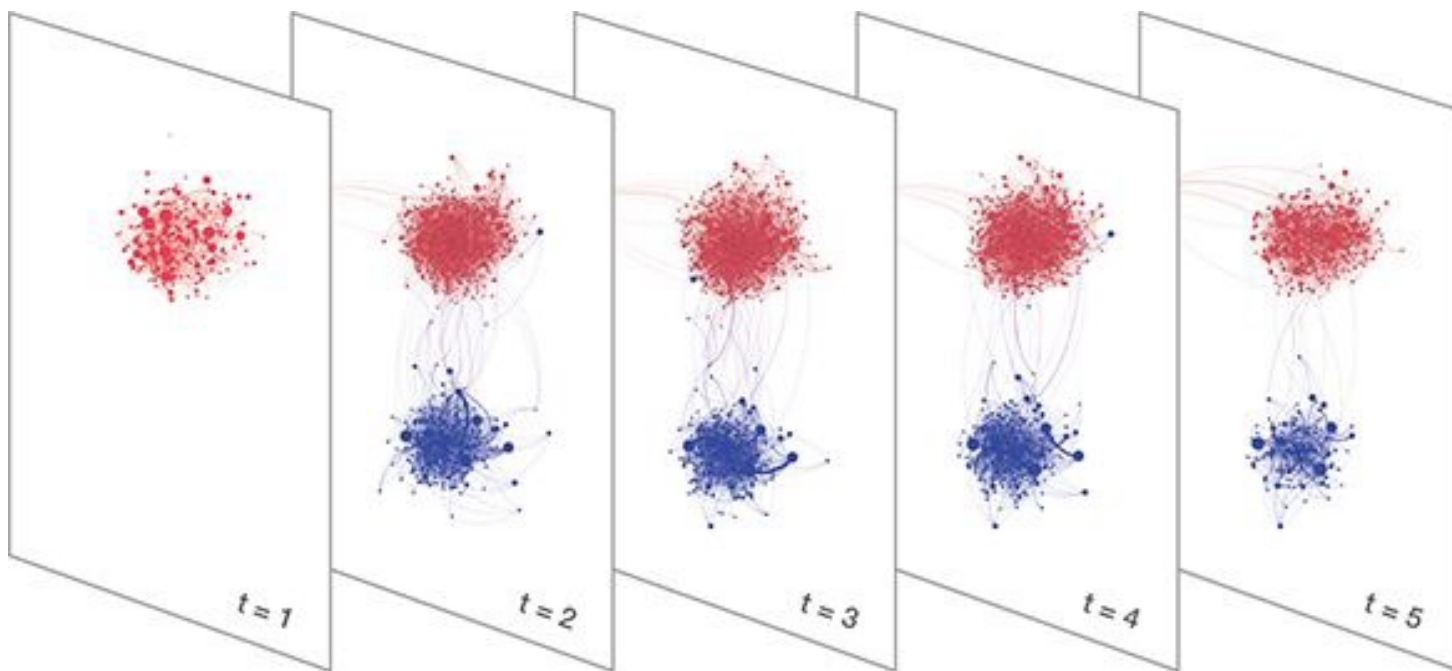 t = 1
t = 2
t = 3
t = 4
t = 5